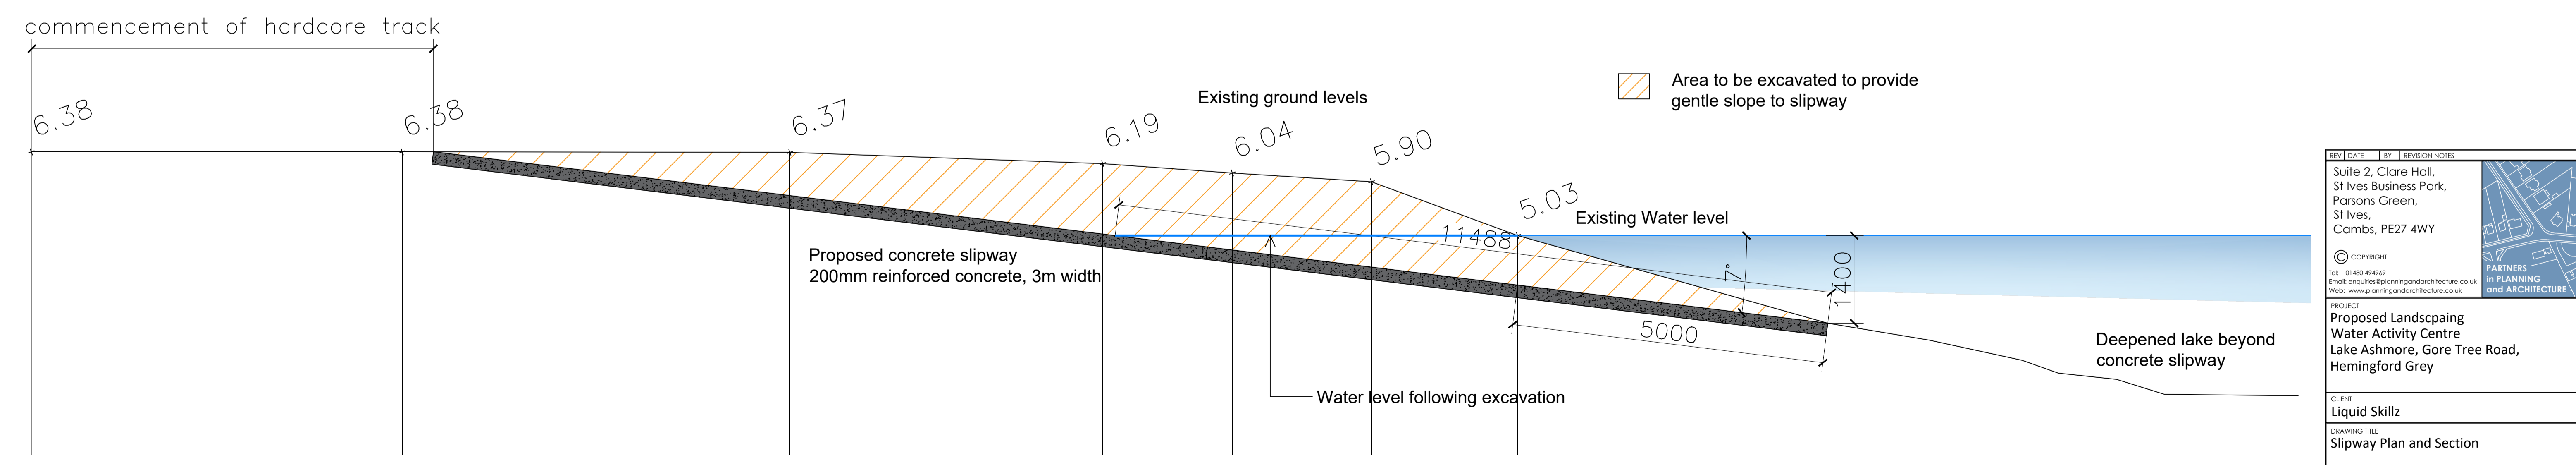 commencement of hardcore track
6.38
6.38
6.37
6.19
6.04
5.90
5.03
Existing ground levels
Area to be excavated to provide
gentle slope to slipway
Existing Water level
11488
7°
1400
5000
Proposed concrete slipway
200mm reinforced concrete, 3m width
Water level following excavation
Deepened lake beyond
concrete slipway
REV DATE BY REVISION NOTES
Suite 2, Clare Hall,
St Ives Business Park,
Parsons Green,
St Ives,
Cambs, PE27 4WY
© COPYRIGHT
Tel: 01480 494969
Email: enquiries@planningandarchitecture.co.uk
Web: www.planningandarchitecture.co.uk
PARTNERS
in PLANNING
and ARCHITECTURE
PROJECT
Proposed Landscpaing
Water Activity Centre
Lake Ashmore, Gore Tree Road,
Hemingford Grey
CLIENT
Liquid Skillz
DRAWING TITLE
Slipway Plan and Section